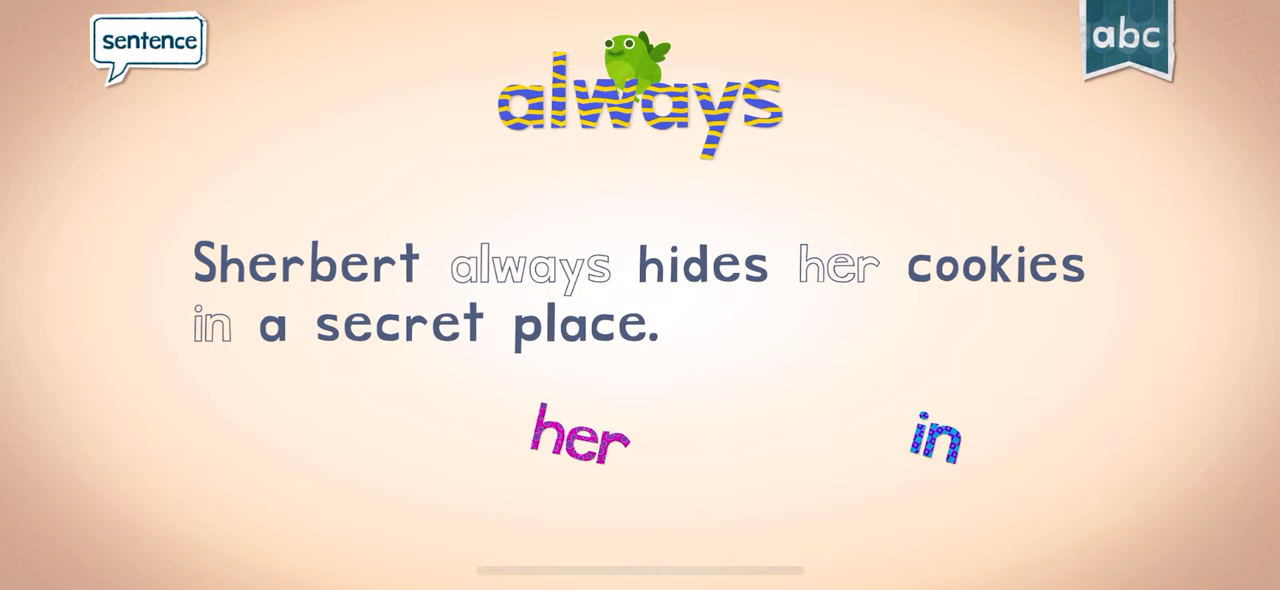 sentence
abc
always
Sherbert always hides her cookies
in a secret place.
her
in